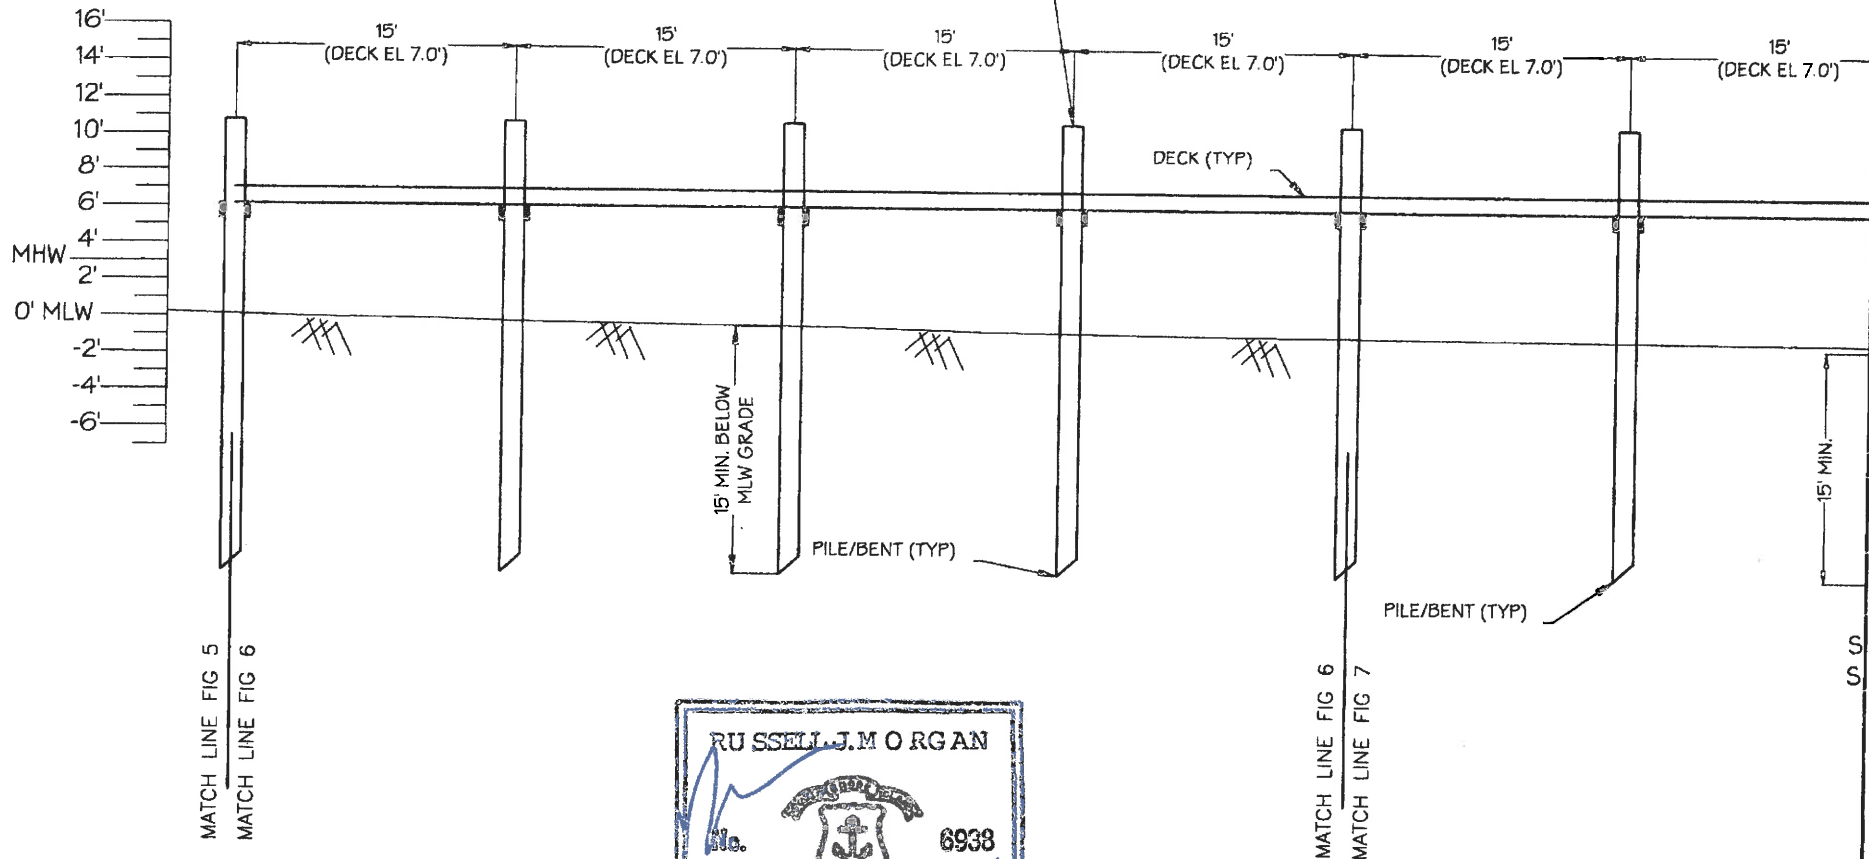 16'
14'
12'
10'
8'
6'
4'
MHW
2'
0' MLW
-2'
-4'
-6'
15'
(DECK EL 7.0')
15'
(DECK EL 7.0')
15'
(DECK EL 7.0')
15'
(DECK EL 7.0')
15'
(DECK EL 7.0')
15'
(DECK EL 7.0')
DECK (TYP)
15' MIN. BELOW
MLW GRADE
PILE/BENT (TYP)
15' MIN.
PILE/BENT (TYP)
S
S
MATCH LINE FIG 5
MATCH LINE FIG 6
MATCH LINE FIG 6
MATCH LINE FIG 7
RUSSELL J. MORGAN
No. 6938